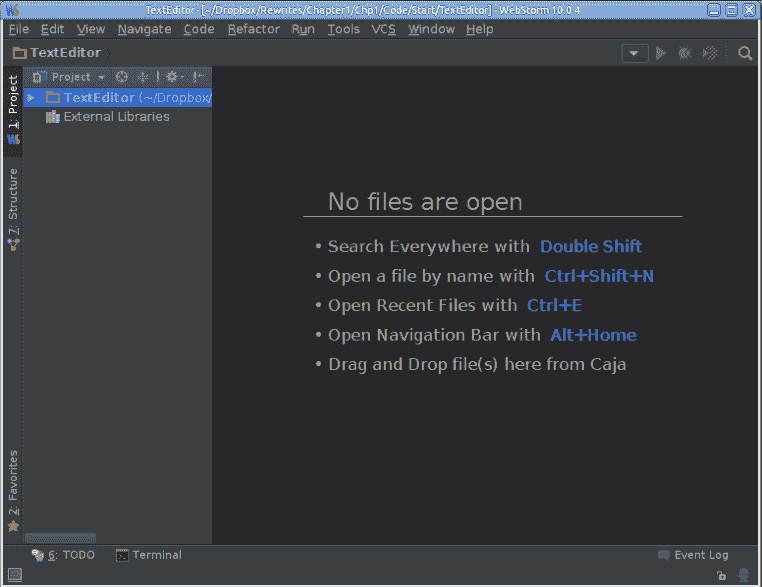 TextEditor - [~/Dropbox/Rewrites/Chapter1/Chp1/Code/Start/TextEditor] - WebStorm 10.0.4
File Edit View Navigate Code Refactor Run Tools VCS Window Help
TextEditor
1: Project
Project
TextEditor (~/Dropbox/
External Libraries
7: Structure
No files are open
• Search Everywhere with Double Shift
• Open a file by name with Ctrl+Shift+N
• Open Recent Files with Ctrl+E
• Open Navigation Bar with Alt+Home
• Drag and Drop file(s) here from Caja
2: Favorites
6: TODO Terminal Event Log